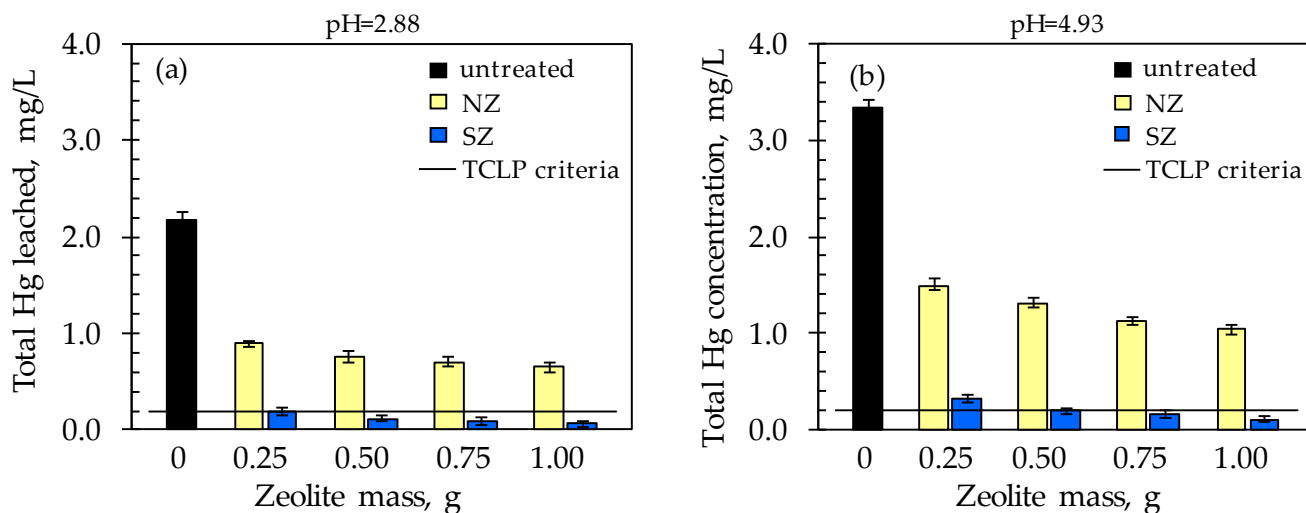 pH=2.88
Total Hg leached, mg/L
4.0
3.0
2.0
1.0
0.0
(a)
untreated
NZ
SZ
TCLP criteria
0 0.25 0.50 0.75 1.00
Zeolite mass, g
pH=4.93
Total Hg concentration, mg/L
4.0
3.0
2.0
1.0
0.0
(b)
untreated
NZ
SZ
TCLP criteria
0 0.25 0.50 0.75 1.00
Zeolite mass, g